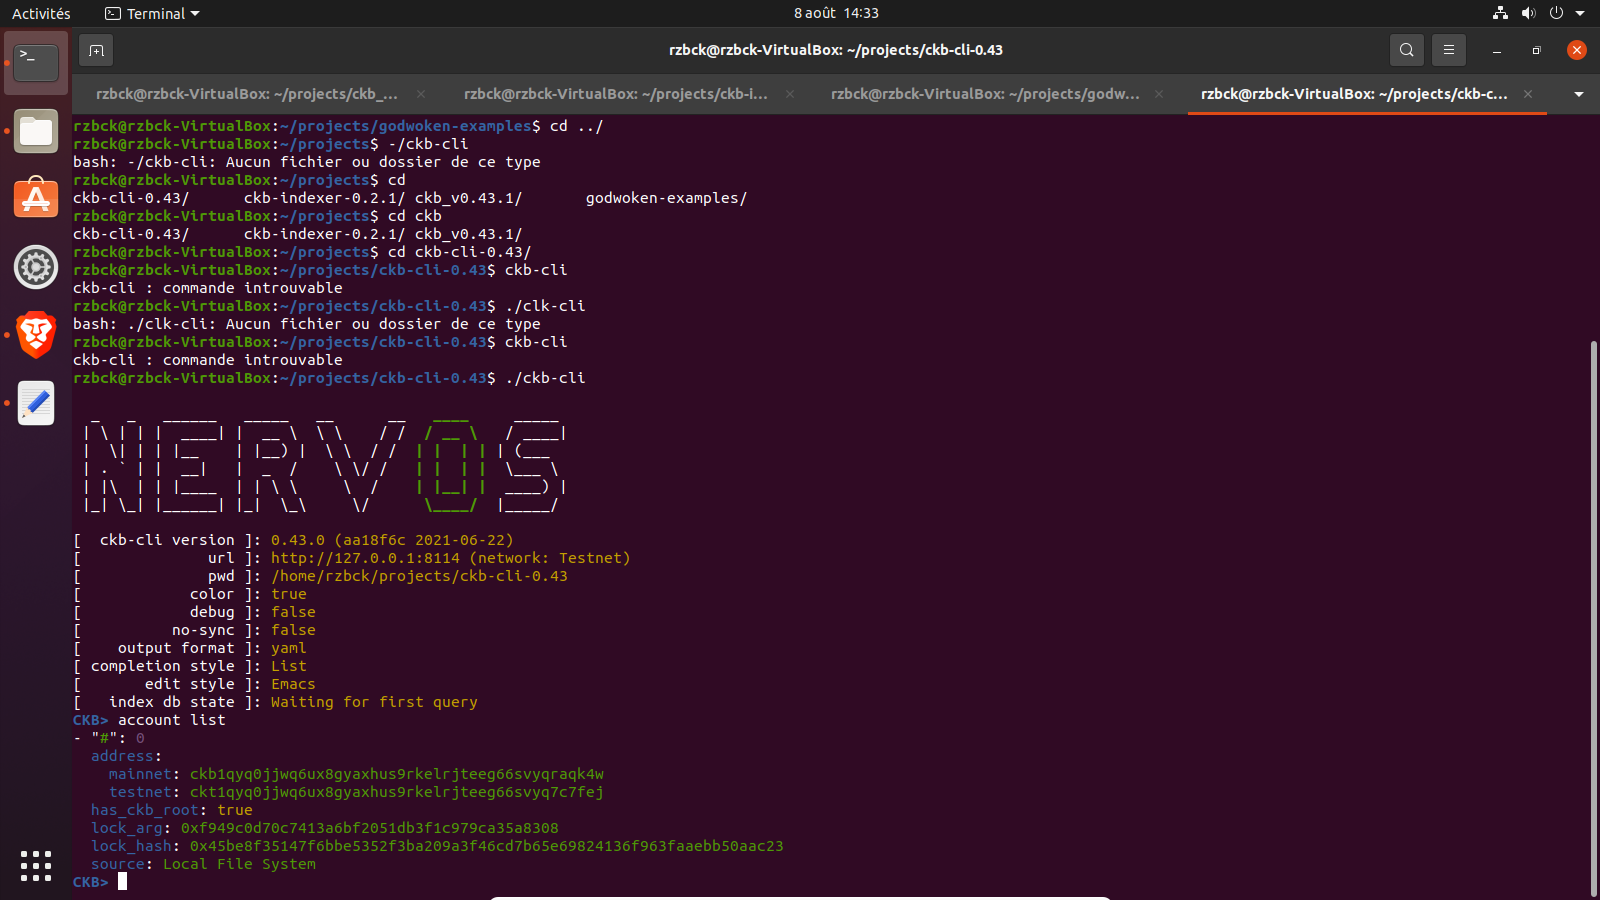 Activités
Terminal
8 août 14:33
rzbck@rzbck-VirtualBox: ~/projects/ckb-cli-0.43
rzbck@rzbck-VirtualBox: ~/projects/ckb_...
rzbck@rzbck-VirtualBox: ~/projects/ckb-i...
rzbck@rzbck-VirtualBox: ~/projects/godw...
rzbck@rzbck-VirtualBox: ~/projects/ckb-c...
rzbck@rzbck-VirtualBox:~/projects/godwoken-examples$ cd ../
rzbck@rzbck-VirtualBox:~/projects$ -/ckb-cli
bash: -/ckb-cli: Aucun fichier ou dossier de ce type
rzbck@rzbck-VirtualBox:~/projects$ cd
ckb-cli-0.43/ ckb-indexer-0.2.1/ ckb_v0.43.1/ godwoken-examples/
rzbck@rzbck-VirtualBox:~/projects$ cd ckb
ckb-cli-0.43/ ckb-indexer-0.2.1/ ckb_v0.43.1/
rzbck@rzbck-VirtualBox:~/projects$ cd ckb-cli-0.43/
rzbck@rzbck-VirtualBox:~/projects/ckb-cli-0.43$ ckb-cli
ckb-cli : commande introuvable
rzbck@rzbck-VirtualBox:~/projects/ckb-cli-0.43$ ./clk-cli
bash: ./clk-cli: Aucun fichier ou dossier de ce type
rzbck@rzbck-VirtualBox:~/projects/ckb-cli-0.43$ ckb-cli
ckb-cli : commande introuvable
rzbck@rzbck-VirtualBox:~/projects/ckb-cli-0.43$ ./ckb-cli
NERVOS
[ ckb-cli version ]: 0.43.0 (aa18f6c 2021-06-22)
[ url ]: http://127.0.0.1:8114 (network: Testnet)
[ pwd ]: /home/rzbck/projects/ckb-cli-0.43
[ color ]: true
[ debug ]: false
[ no-sync ]: false
[ output format ]: yaml
[ completion style ]: List
[ edit style ]: Emacs
[ index db state ]: Waiting for first query
CKB> account list
- "#": 0
address:
mainnet: ckb1qyq0jjwq6ux8gyaxhus9rkelrjteeg66svyqraqk4w
testnet: ckt1qyq0jjwq6ux8gyaxhus9rkelrjteeg66svyq7c7fej
has_ckb_root: true
lock_arg: 0xf949c0d70c7413a6bf2051db3f1c979ca35a8308
lock_hash: 0x45be8f35147f6bbe5352f3ba209a3f46cd7b65e69824136f963faaebb50aac23
source: Local File System
CKB>